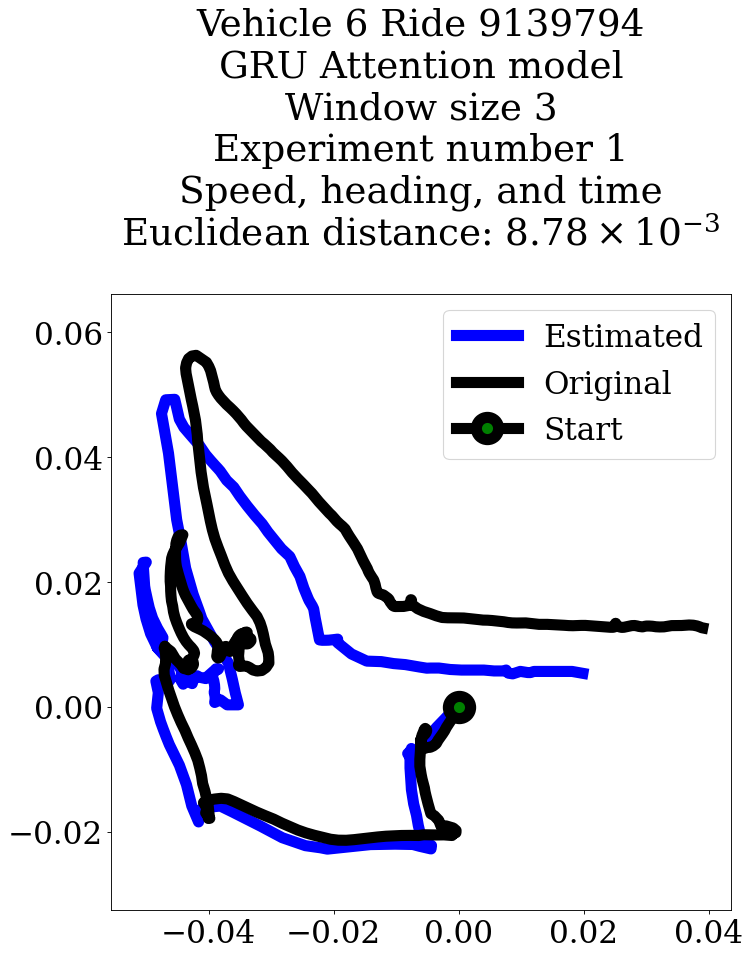 Vehicle 6 Ride 9139794
GRU Attention model
Window size 3
Experiment number 1
Speed, heading, and time
Euclidean distance: 8.78 × 10⁻³
Estimated
Original
Start
0.06
0.04
0.02
0.00
−0.02
−0.04 −0.02 0.00 0.02 0.04